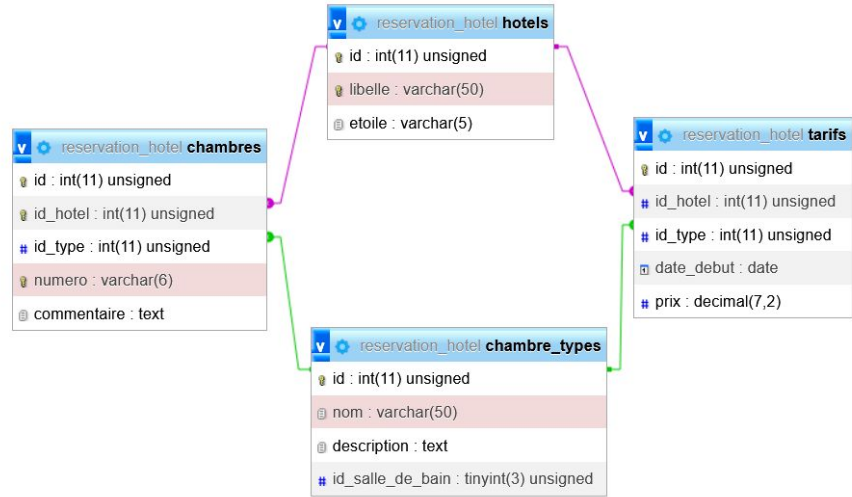 v reservation_hotel hotels
id : int(11) unsigned
libelle : varchar(50)
etoile : varchar(5)
v reservation_hotel chambres
id : int(11) unsigned
id_hotel : int(11) unsigned
# id_type : int(11) unsigned
numero : varchar(6)
commentaire : text
v reservation_hotel tarifs
id : int(11) unsigned
# id_hotel : int(11) unsigned
# id_type : int(11) unsigned
date_debut : date
# prix : decimal(7,2)
v reservation_hotel chambre_types
id : int(11) unsigned
nom : varchar(50)
description : text
# id_salle_de_bain : tinyint(3) unsigned